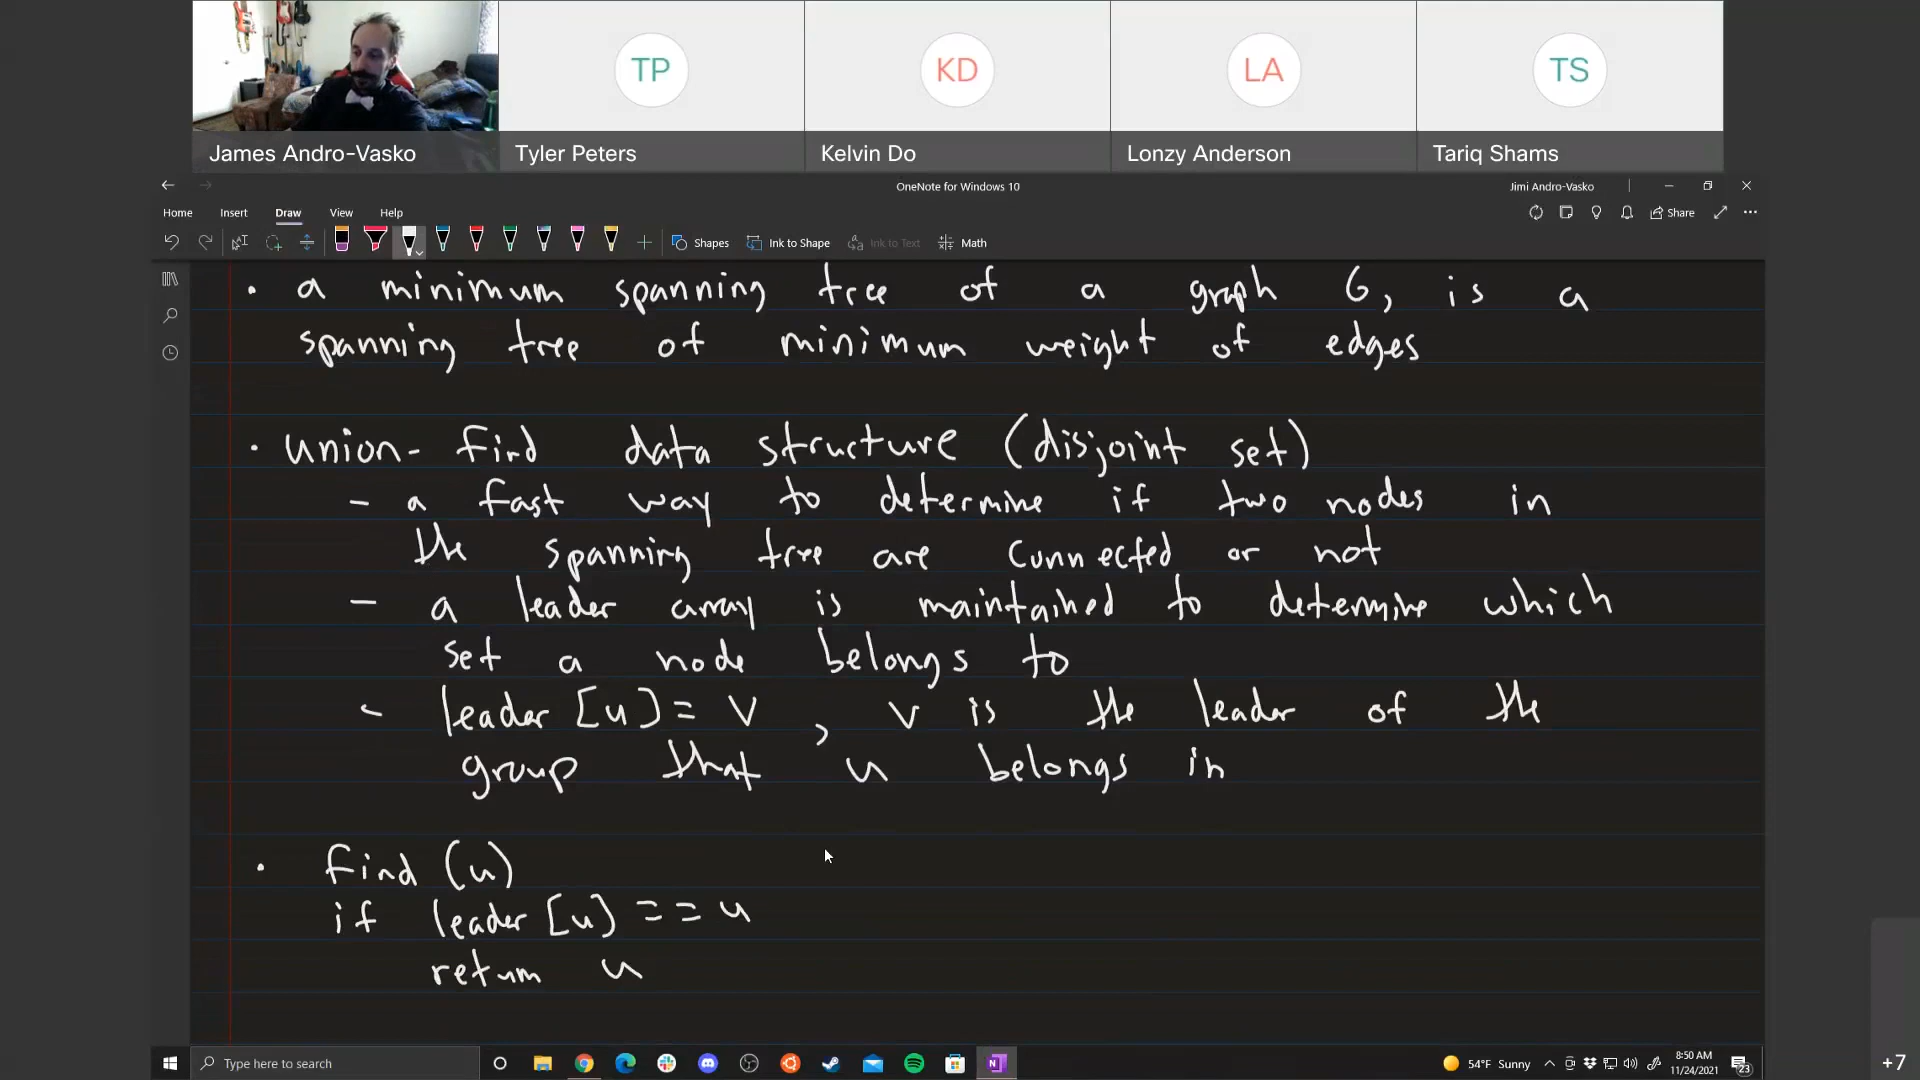 TP
KD
LA
TS
James Andro-Vasko
Tyler Peters
Kelvin Do
Lonzy Anderson
Tariq Shams
OneNote for Windows 10
Jimi Andro-Vasko
Home Insert Draw View Help
Share
Shapes Ink to Shape Ink to Text Math
• a minimum spanning tree of a graph G, is a
spanning tree of minimum weight of edges
• union-find data structure (disjoint set)
- a fast way to determine if two nodes in
the spanning tree are connected or not
- a leader array is maintained to determine which
set a node belongs to
- leader [u] = v , v is the leader of the
group that u belongs in
• find (u)
if leader [u] == u
return u
Type here to search
54°F Sunny
8:50 AM
11/24/2021
23
+7